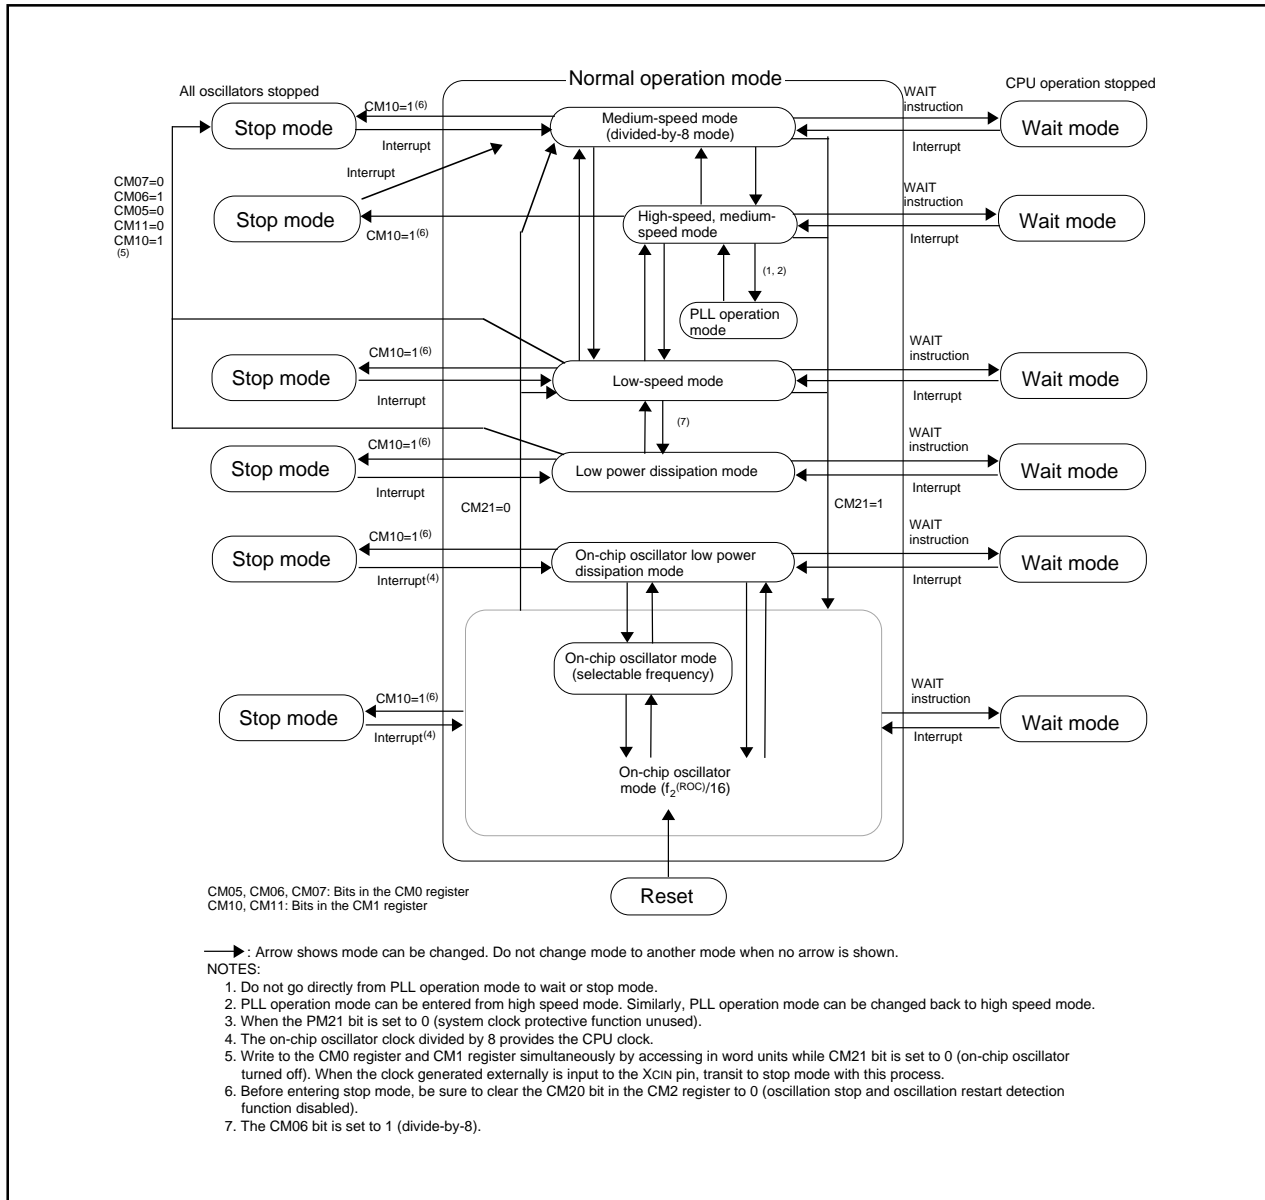 Normal operation mode
All oscillators stopped
CPU operation stopped
Stop mode
CM10=1(6)
Interrupt
Medium-speed mode
(divided-by-8 mode)
WAIT
instruction
Interrupt
Wait mode
CM07=0
CM06=1
CM05=0
CM11=0
CM10=1
(5)
Interrupt
Stop mode
CM10=1(6)
High-speed, medium-
speed mode
WAIT
instruction
Interrupt
Wait mode
(1, 2)
PLL operation
mode
Stop mode
CM10=1(6)
Interrupt
Low-speed mode
WAIT
instruction
Interrupt
Wait mode
(7)
Stop mode
CM10=1(6)
Interrupt
Low power dissipation mode
WAIT
instruction
Interrupt
Wait mode
CM21=0
CM21=1
Stop mode
CM10=1(6)
Interrupt(4)
On-chip oscillator low power
dissipation mode
WAIT
instruction
Interrupt
Wait mode
On-chip oscillator mode
(selectable frequency)
Stop mode
CM10=1(6)
Interrupt(4)
WAIT
instruction
Interrupt
Wait mode
On-chip oscillator
mode (f2(ROC)/16)
Reset
CM05, CM06, CM07: Bits in the CM0 register
CM10, CM11: Bits in the CM1 register
: Arrow shows mode can be changed. Do not change mode to another mode when no arrow is shown.
NOTES:
1. Do not go directly from PLL operation mode to wait or stop mode.
2. PLL operation mode can be entered from high speed mode. Similarly, PLL operation mode can be changed back to high speed mode.
3. When the PM21 bit is set to 0 (system clock protective function unused).
4. The on-chip oscillator clock divided by 8 provides the CPU clock.
5. Write to the CM0 register and CM1 register simultaneously by accessing in word units while CM21 bit is set to 0 (on-chip oscillator
turned off). When the clock generated externally is input to the XCIN pin, transit to stop mode with this process.
6. Before entering stop mode, be sure to clear the CM20 bit in the CM2 register to 0 (oscillation stop and oscillation restart detection
function disabled).
7. The CM06 bit is set to 1 (divide-by-8).